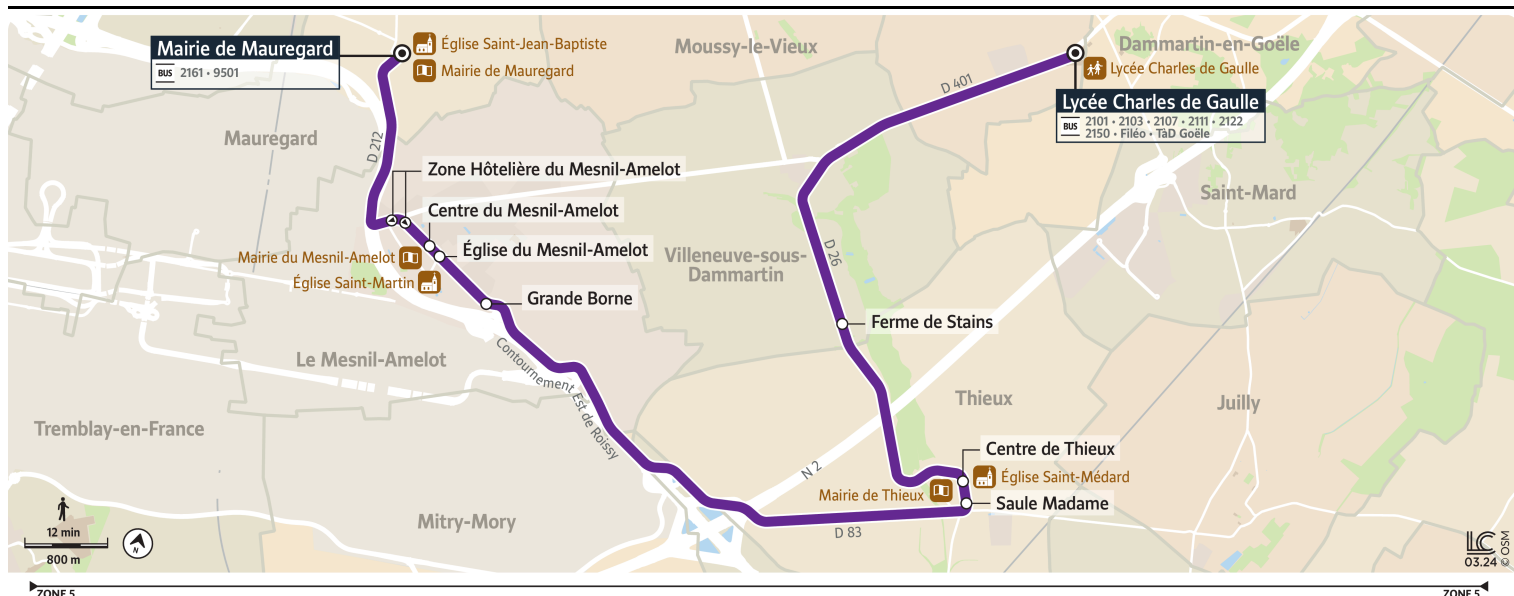 Mairie de Mauregard
BUS 2161 • 9501
Église Saint-Jean-Baptiste
Mairie de Mauregard
Moussy-le-Vieux
Dammartin-en-Goële
Lycée Charles de Gaulle
Lycée Charles de Gaulle
BUS 2101 • 2103 • 2107 • 2111 • 2122
2150 • Filéo • TàD Goële
D 401
Mauregard
D 212
Zone Hôtelière du Mesnil-Amelot
Saint-Mard
Centre du Mesnil-Amelot
Église du Mesnil-Amelot
Mairie du Mesnil-Amelot
Église Saint-Martin
Villeneuve-sous-
Dammartin
D 26
Grande Borne
Ferme de Stains
Le Mesnil-Amelot
Contournement Est de Roissy
Thieux
Juilly
Tremblay-en-France
Centre de Thieux
N 2
Église Saint-Médard
Mairie de Thieux
Saule Madame
Mitry-Mory
D 83
12 min
800 m
N
LC
03.24
© OSM
ZONE 5
ZONE 5